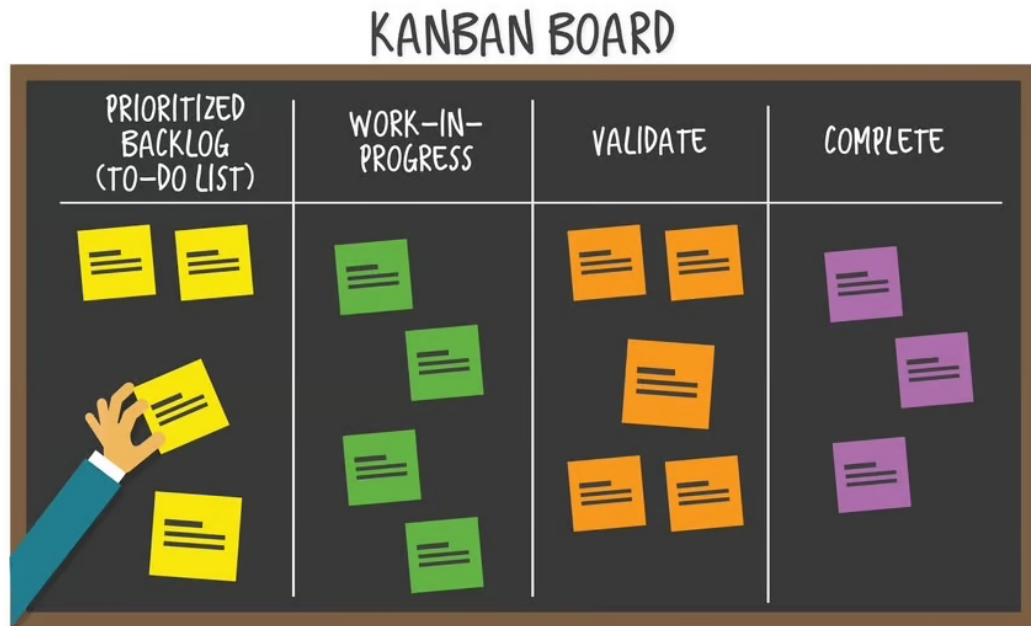 KANBAN BOARD
PRIORITIZED
BACKLOG
(TO-DO LIST)
WORK-IN-
PROGRESS
VALIDATE
COMPLETE